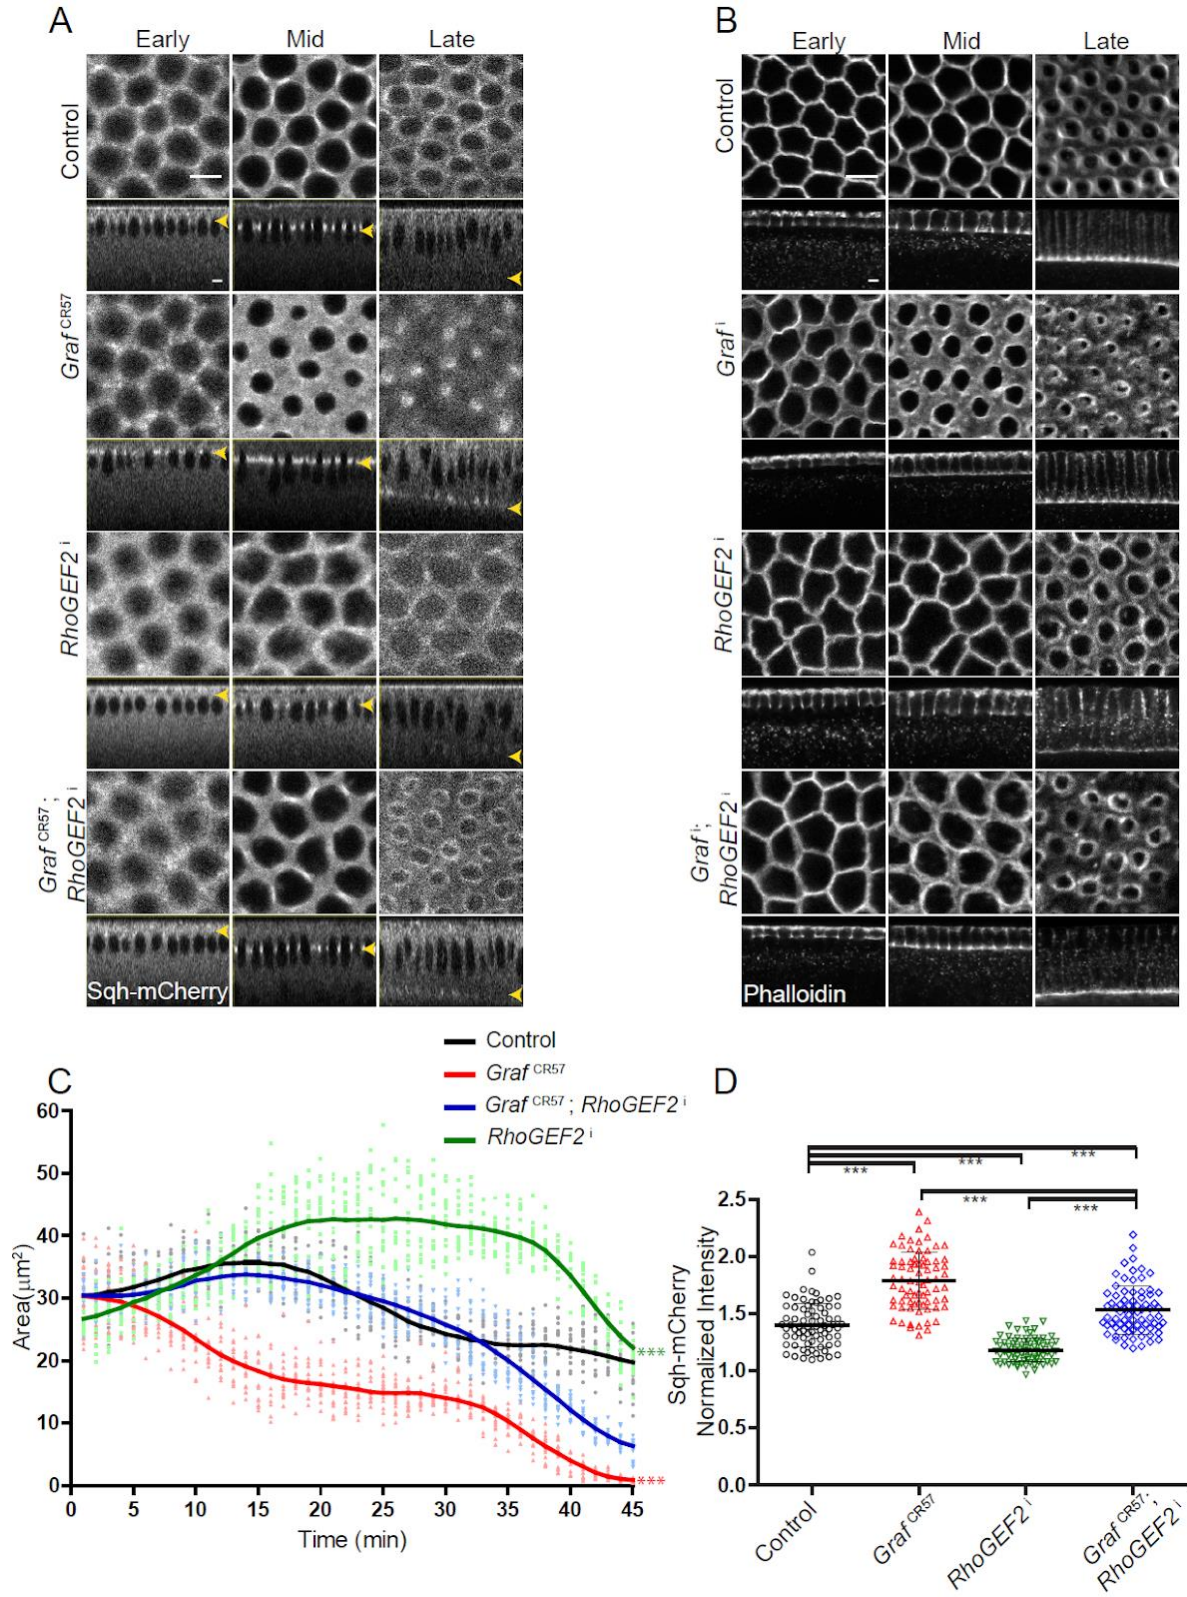 A
Early Mid Late
Control
Graf CR57
RhoGEF2 i
Graf CR57 ;
RhoGEF2 i
Sqh-mCherry
B
Early Mid Late
Control
Graf i
RhoGEF2 i
Graf i;
RhoGEF2 i
Phalloidin
C
Control
Graf CR57
Graf CR57 ; RhoGEF2 i
RhoGEF2 i
60
50
40
30
20
10
0
Area(μm2)
0 5 10 15 20 25 30 35 40 45
Time (min)
***
***
D
***
***
***
***
***
2.5
2.0
1.5
1.0
0.5
0.0
Sqh-mCherry
Normalized Intensity
Control
Graf CR57
RhoGEF2 i
Graf CR57;
RhoGEF2 i